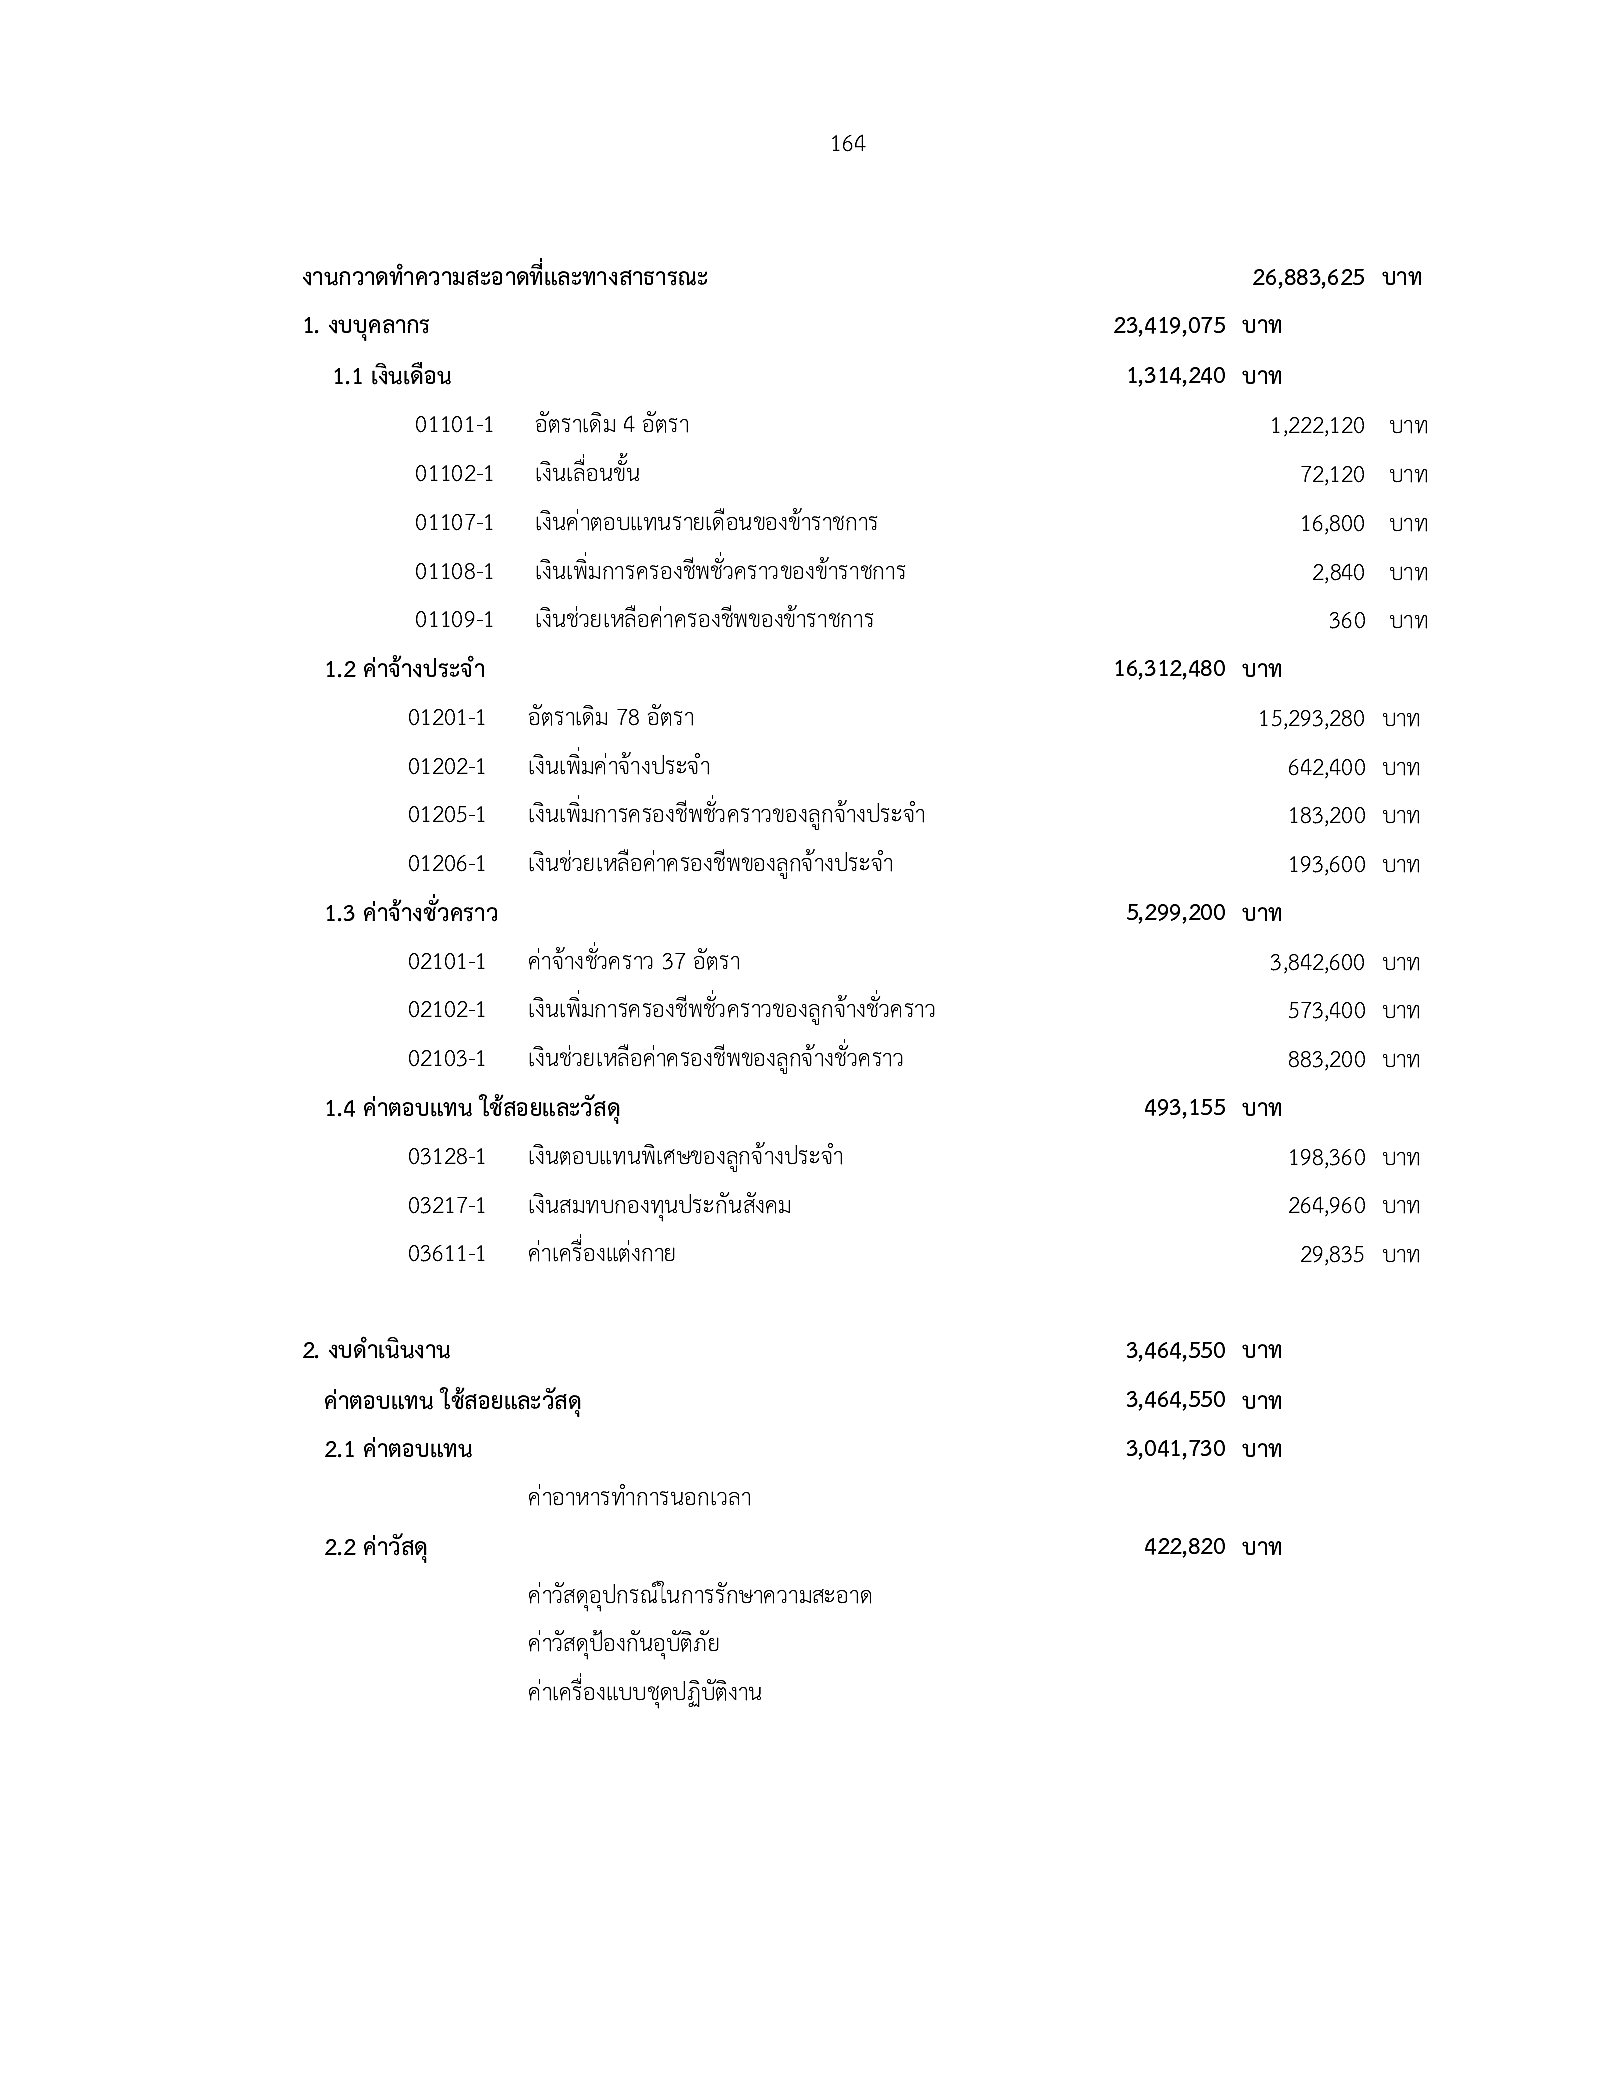 164
งานกวาดทำความสะอาดที่และทางสาธารณะ 26,883,625 บาท
1. งบบุคลากร 23,419,075 บาท
1.1 เงินเดือน 1,314,240 บาท
01101-1 อัตราเดิม 4 อัตรา 1,222,120 บาท
01102-1 เงินเลื่อนขั้น 72,120 บาท
01107-1 เงินค่าตอบแทนรายเดือนของข้าราชการ 16,800 บาท
01108-1 เงินเพิ่มการครองชีพชั่วคราวของข้าราชการ 2,840 บาท
01109-1 เงินช่วยเหลือค่าครองชีพของข้าราชการ 360 บาท
1.2 ค่าจ้างประจำ 16,312,480 บาท
01201-1 อัตราเดิม 78 อัตรา 15,293,280 บาท
01202-1 เงินเพิ่มค่าจ้างประจำ 642,400 บาท
01205-1 เงินเพิ่มการครองชีพชั่วคราวของลูกจ้างประจำ 183,200 บาท
01206-1 เงินช่วยเหลือค่าครองชีพของลูกจ้างประจำ 193,600 บาท
1.3 ค่าจ้างชั่วคราว 5,299,200 บาท
02101-1 ค่าจ้างชั่วคราว 37 อัตรา 3,842,600 บาท
02102-1 เงินเพิ่มการครองชีพชั่วคราวของลูกจ้างชั่วคราว 573,400 บาท
02103-1 เงินช่วยเหลือค่าครองชีพของลูกจ้างชั่วคราว 883,200 บาท
1.4 ค่าตอบแทน ใช้สอยและวัสดุ 493,155 บาท
03128-1 เงินตอบแทนพิเศษของลูกจ้างประจำ 198,360 บาท
03217-1 เงินสมทบกองทุนประกันสังคม 264,960 บาท
03611-1 ค่าเครื่องแต่งกาย 29,835 บาท
2. งบดำเนินงาน 3,464,550 บาท
ค่าตอบแทน ใช้สอยและวัสดุ 3,464,550 บาท
2.1 ค่าตอบแทน 3,041,730 บาท
ค่าอาหารทำการนอกเวลา
2.2 ค่าวัสดุ 422,820 บาท
ค่าวัสดุอุปกรณ์ในการรักษาความสะอาด
ค่าวัสดุป้องกันอุบัติภัย
ค่าเครื่องแบบชุดปฏิบัติงาน